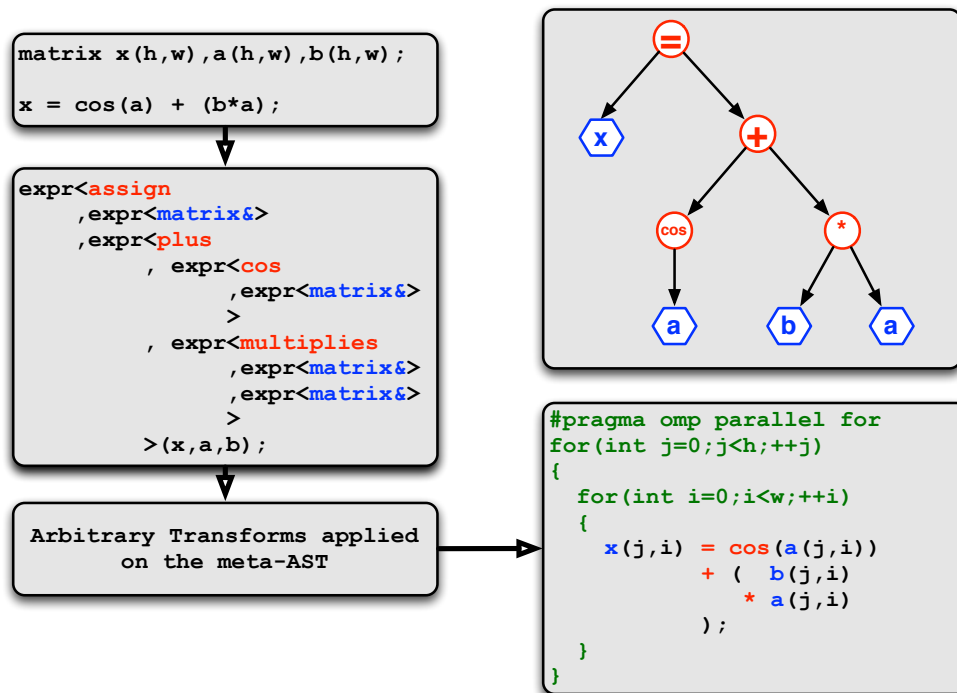 matrix x(h,w),a(h,w),b(h,w);
x = cos(a) + (b*a);
expr<assign
,expr<matrix&>
,expr<plus
, expr<cos
,expr<matrix&>
>
, expr<multiplies
,expr<matrix&>
,expr<matrix&>
>
>(x,a,b);
Arbitrary Transforms applied
on the meta-AST
=
x
+
cos
*
a
b
a
#pragma omp parallel for
for(int j=0;j<h;++j)
{
for(int i=0;i<w;++i)
{
x(j,i) = cos(a(j,i))
+ ( b(j,i)
* a(j,i)
);
}
}